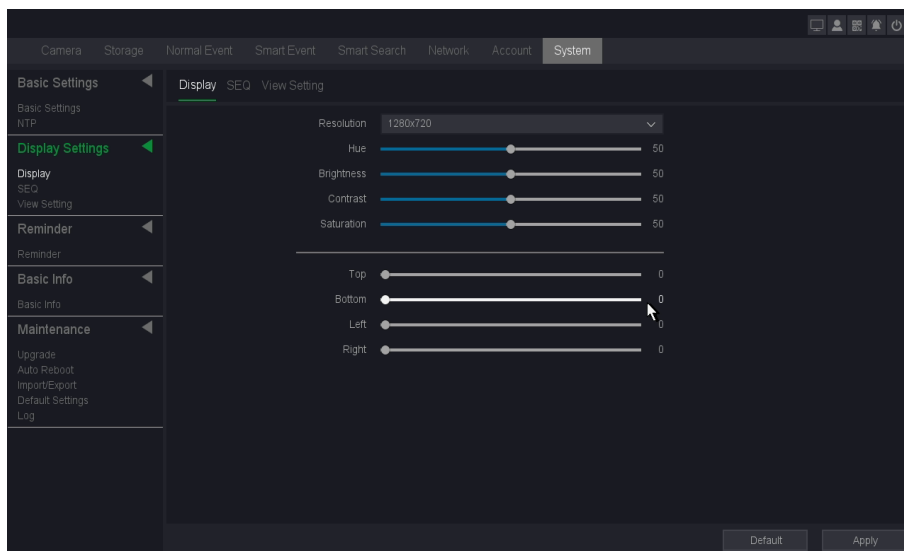 Camera Storage Normal Event Smart Event Smart Search Network Account System
Basic Settings
Basic Settings
NTP
Display Settings
Display
SEQ
View Setting
Reminder
Reminder
Basic Info
Basic Info
Maintenance
Upgrade
Auto Reboot
Import/Export
Default Settings
Log
Display SEQ View Setting
Resolution 1280x720
Hue 50
Brightness 50
Contrast 50
Saturation 50
Top 0
Bottom 0
Left 0
Right 0
Default Apply